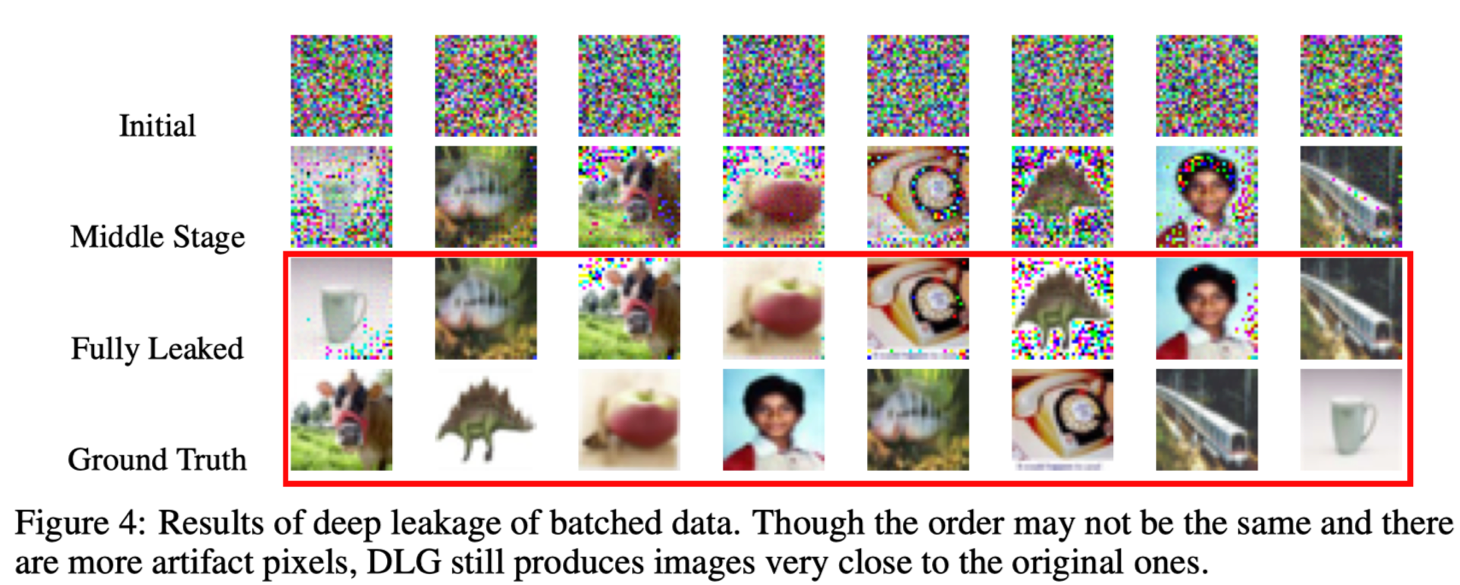 Initial
Middle Stage
Fully Leaked
Ground Truth
Figure 4: Results of deep leakage of batched data. Though the order may not be the same and there
are more artifact pixels, DLG still produces images very close to the original ones.